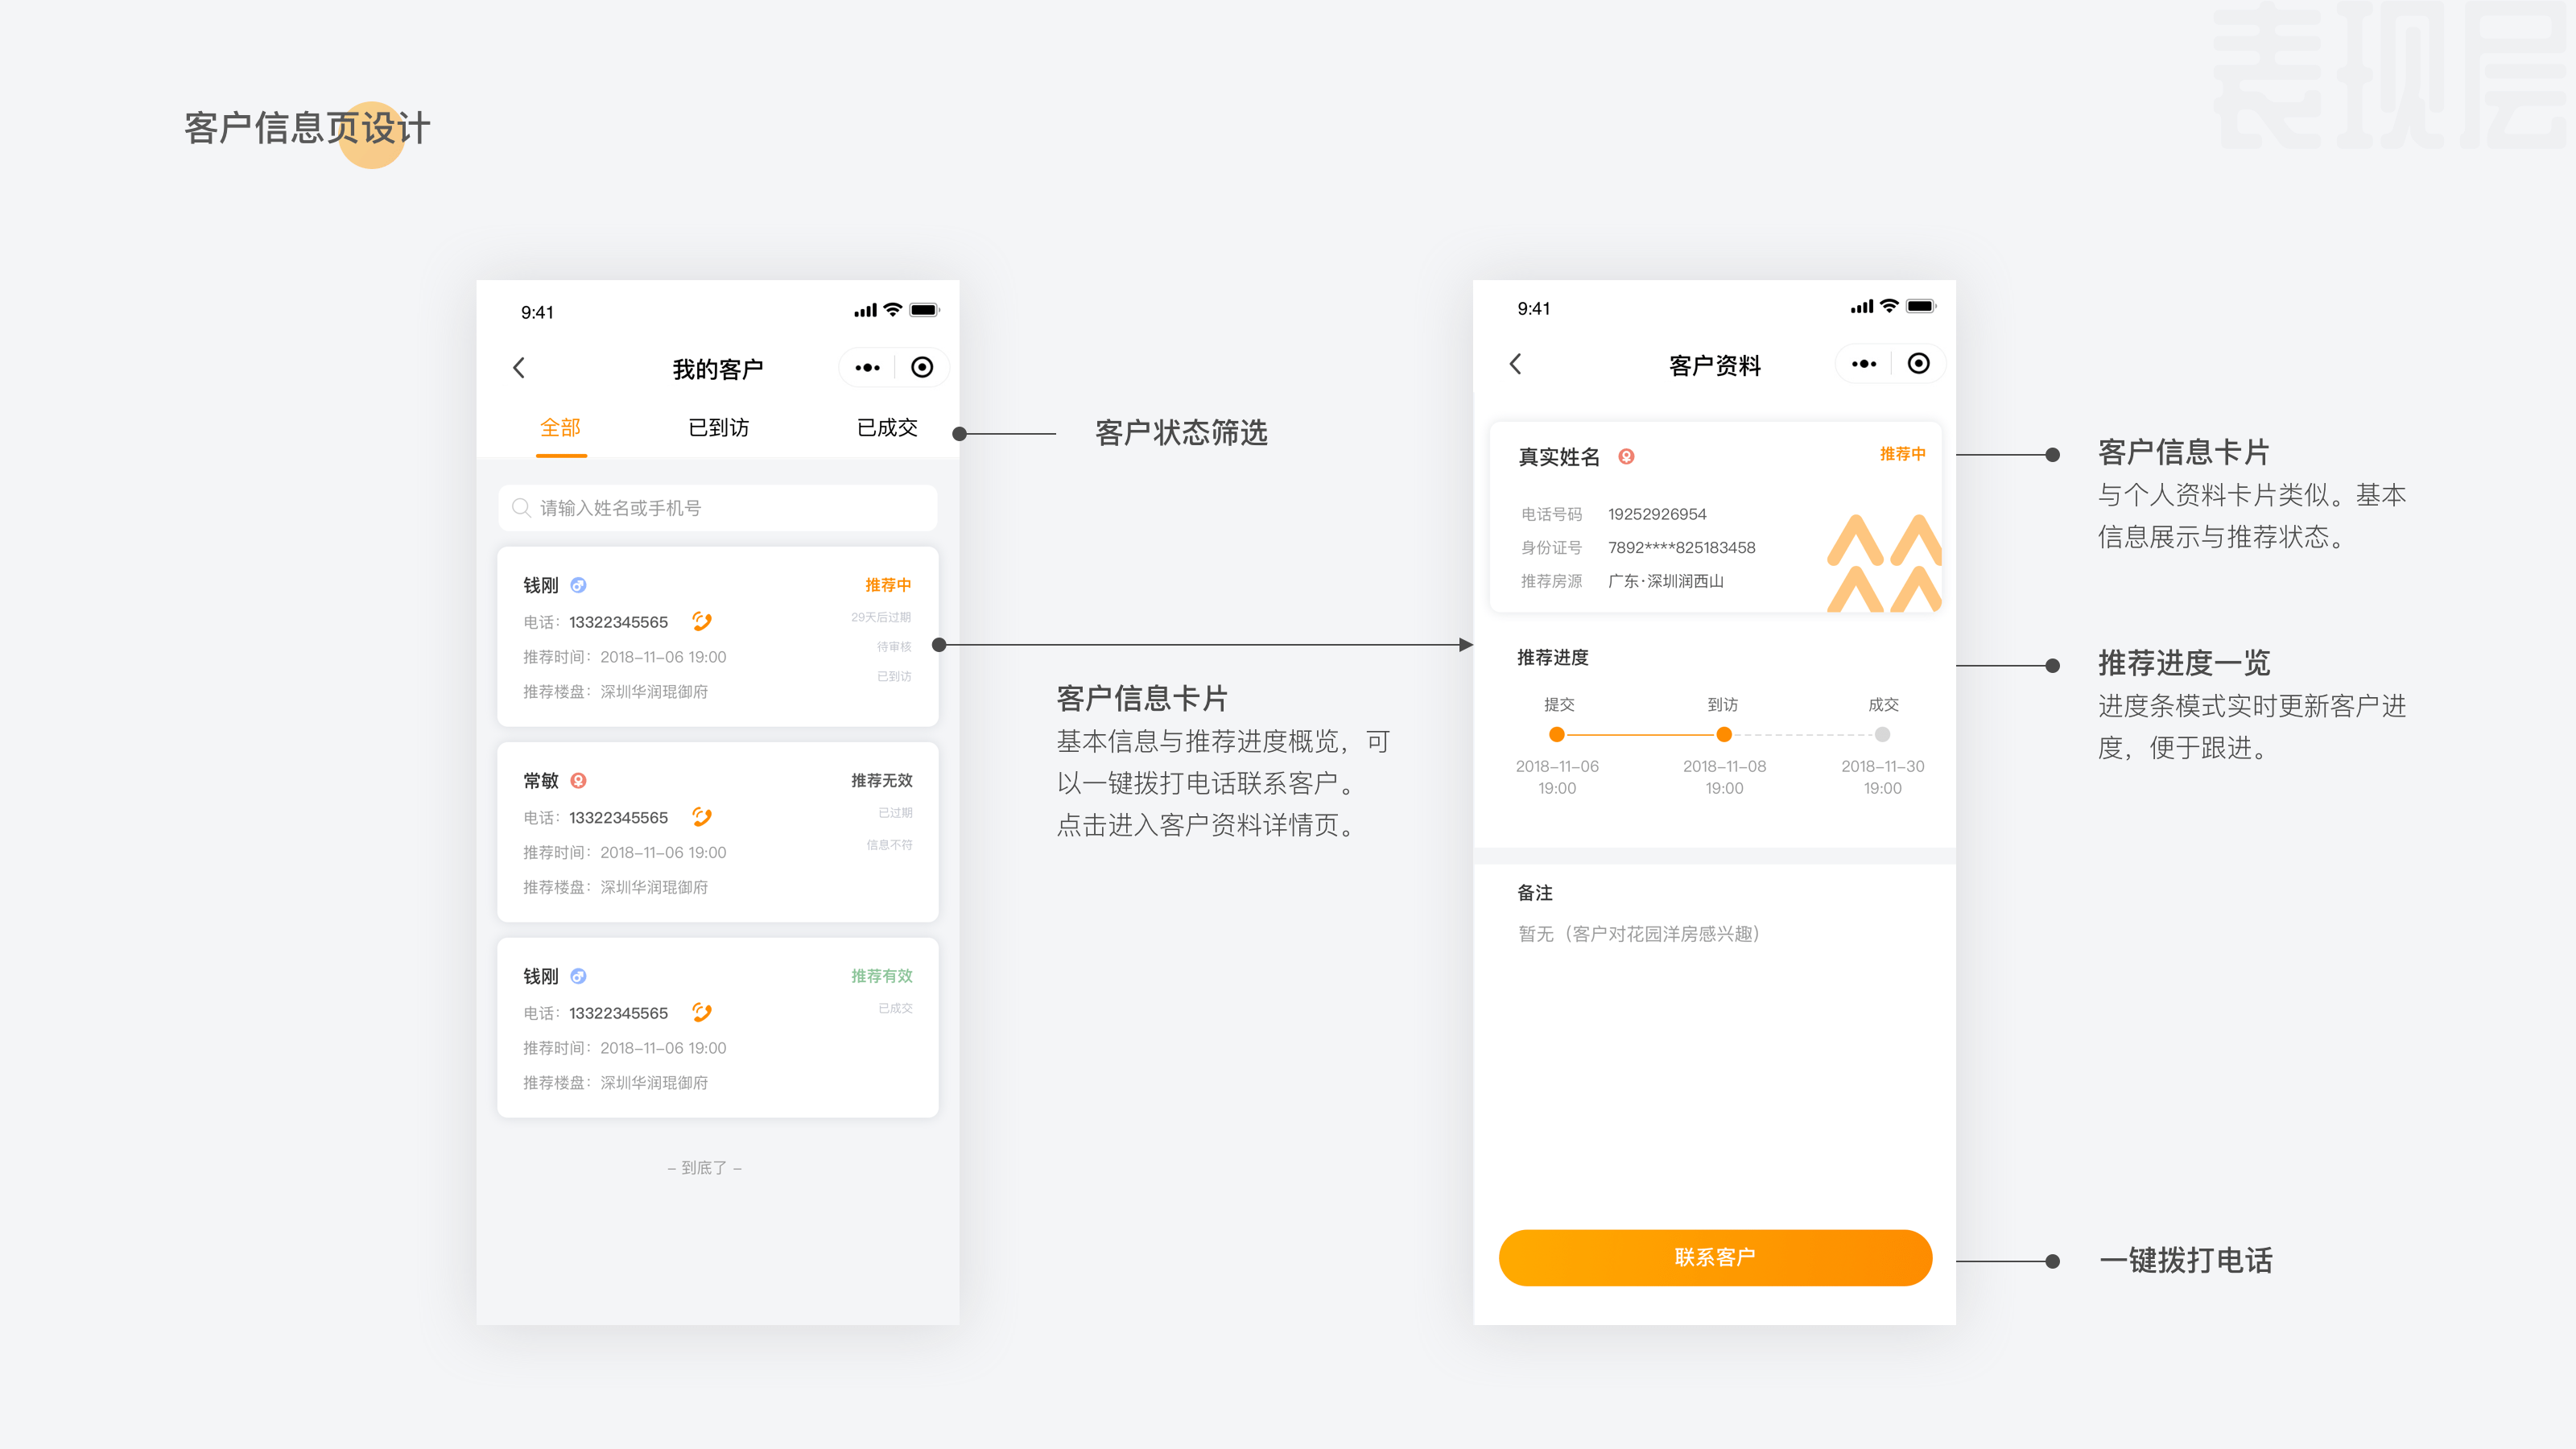 表现层
客户信息页设计
9:41
我的客户
全部
已到访
已成交
客户状态筛选
请输入姓名或手机号
钱刚
推荐中
电话：13322345565
29天后过期
推荐时间：2018-11-06 19:00
待审核
推荐楼盘：深圳华润琨御府
已到访
常敏
推荐无效
电话：13322345565
已过期
推荐时间：2018-11-06 19:00
信息不符
推荐楼盘：深圳华润琨御府
钱刚
推荐有效
电话：13322345565
已成交
推荐时间：2018-11-06 19:00
推荐楼盘：深圳华润琨御府
- 到底了 -
客户信息卡片
基本信息与推荐进度概览，可
以一键拨打电话联系客户。
点击进入客户资料详情页。
9:41
客户资料
真实姓名
推荐中
电话号码 19252926954
身份证号 7892****825183458
推荐房源 广东·深圳润西山
推荐进度
提交
到访
成交
2018-11-06
19:00
2018-11-08
19:00
2018-11-30
19:00
备注
暂无（客户对花园洋房感兴趣）
联系客户
客户信息卡片
与个人资料卡片类似。基本
信息展示与推荐状态。
推荐进度一览
进度条模式实时更新客户进
度，便于跟进。
一键拨打电话